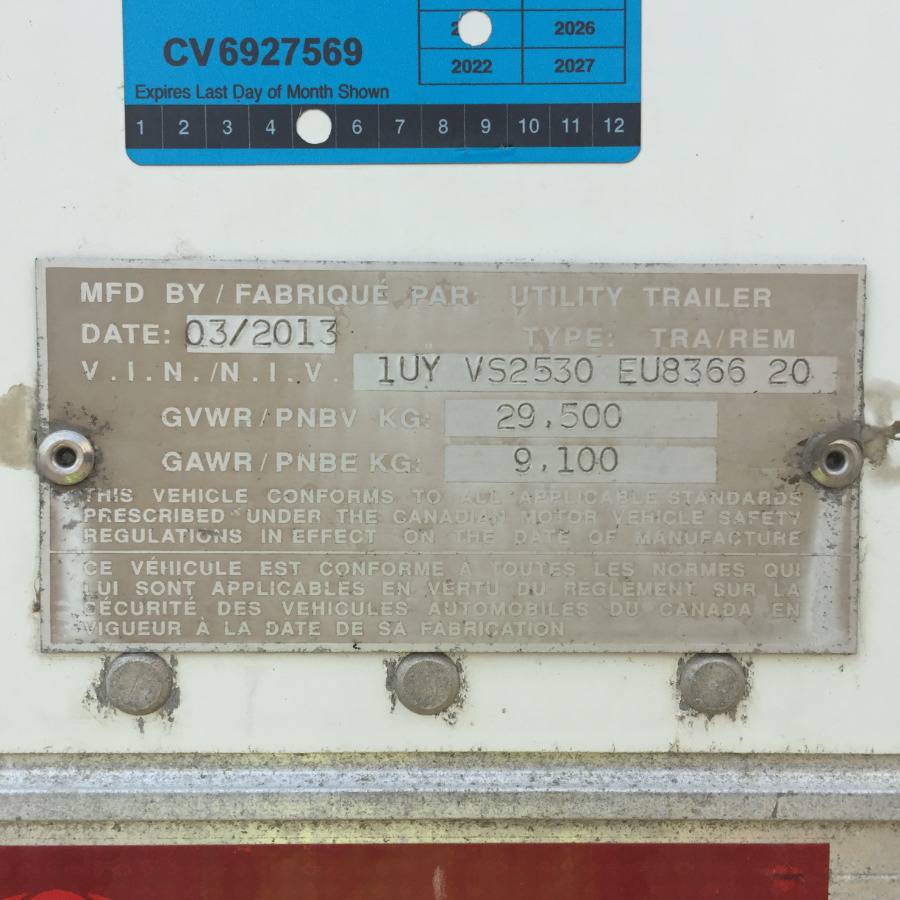 2026
CV6927569
2022 2027
Expires Last Day of Month Shown
1 2 3 4 6 7 8 9 10 11 12
MFD BY / FABRIQUÉ PAR: UTILITY TRAILER
DATE: 03/2013 TYPE: TRA/REM
V.I.N./N.I.V. 1UY VS2530 EU8366 20
GVWR/PNBV KG: 29,500
GAWR/PNBE KG: 9,100
THIS VEHICLE CONFORMS TO ALL APPLICABLE STANDARDS
PRESCRIBED UNDER THE CANADIAN MOTOR VEHICLE SAFETY
REGULATIONS IN EFFECT ON THE DATE OF MANUFACTURE
CE VÉHICULE EST CONFORME À TOUTES LES NORMES QUI
LUI SONT APPLICABLES EN VERTU DU REGLEMENT SUR LA
SÉCURITÉ DES VEHICULES AUTOMOBILES DU CANADA EN
VIGUEUR À LA DATE DE SA FABRICATION